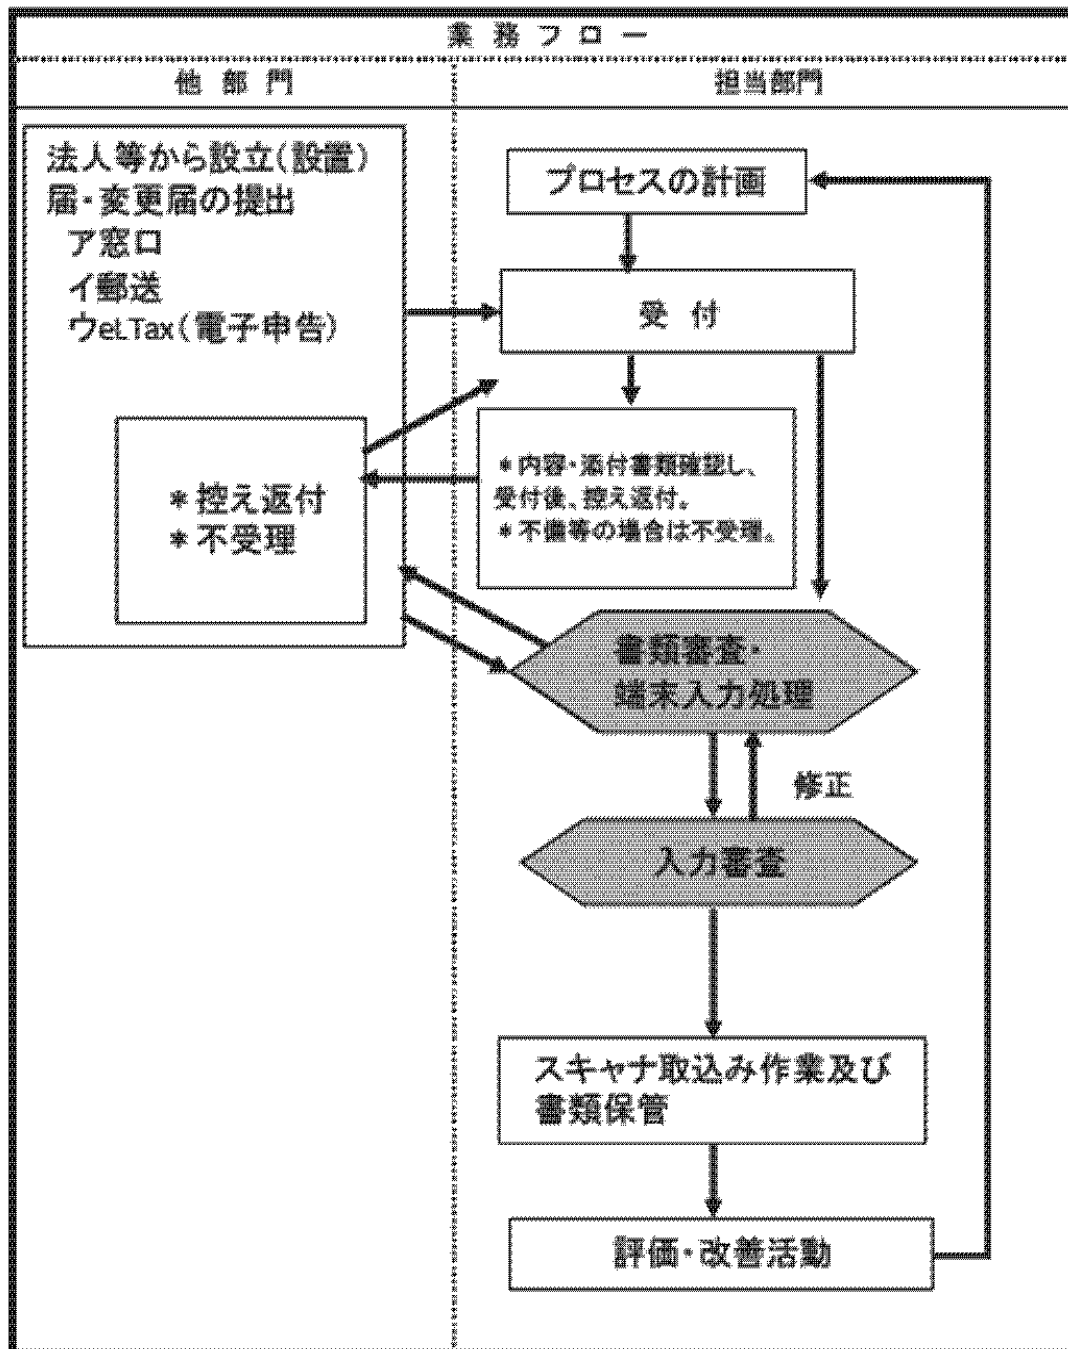 業務フロー
他部門
担当部門
法人等から設立(設置)
届・変更届の提出
ア窓口
イ郵送
ウeLTax(電子申告)
＊控え返付
＊不受理
プロセスの計画
受付
＊内容・添付書類確認し、
受付後、控え返付。
＊不備等の場合は不受理。
書類審査・
端末入力処理
修正
入力審査
スキャナ取込み作業及び
書類保管
評価・改善活動